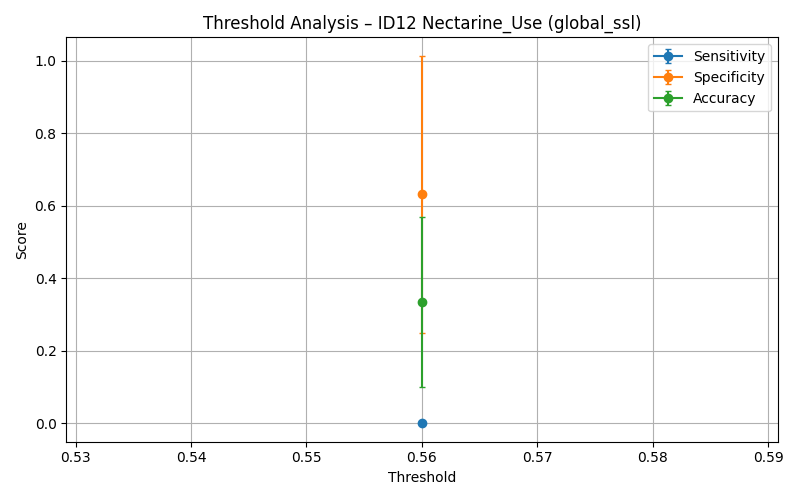 Threshold Analysis – ID12 Nectarine_Use (global_ssl)
Sensitivity
Specificity
Accuracy
Score
1.0
0.8
0.6
0.4
0.2
0.0
0.53 0.54 0.55 0.56 0.57 0.58 0.59
Threshold